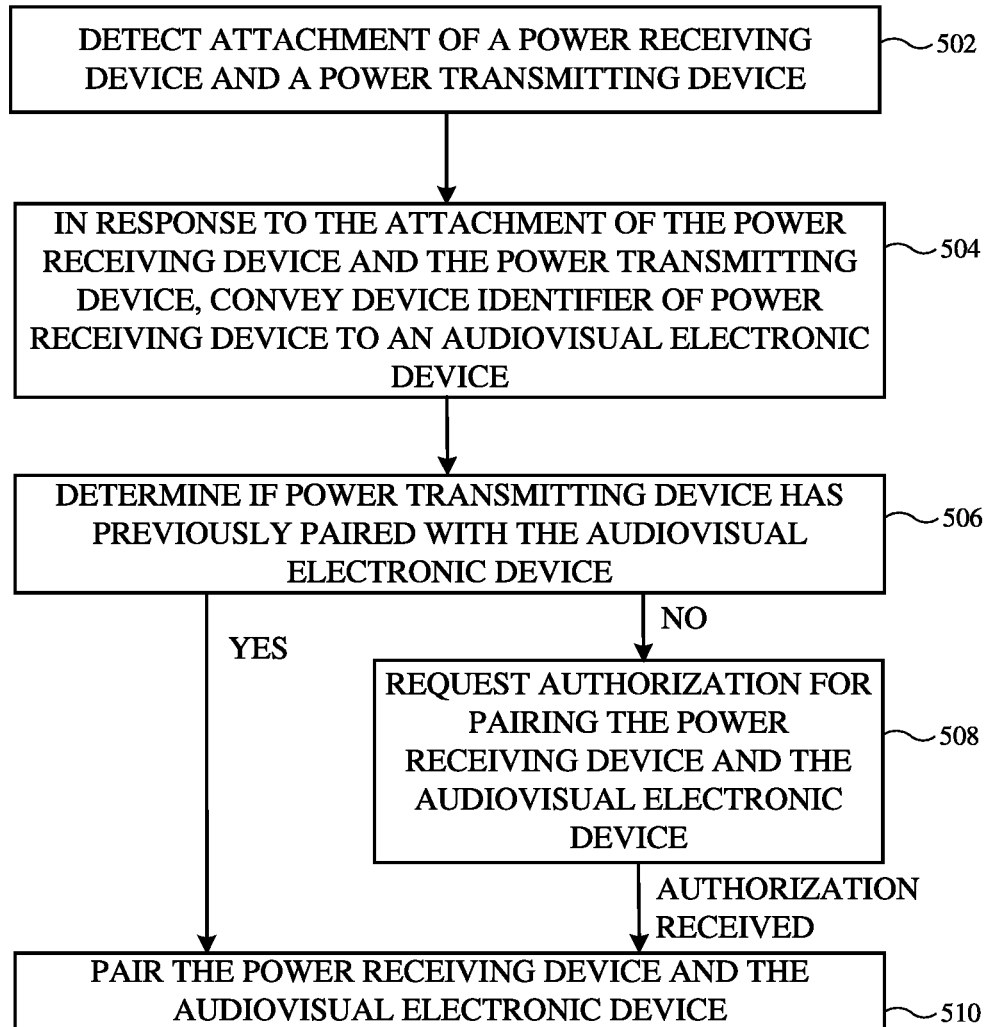 DETECT ATTACHMENT OF A POWER RECEIVING
DEVICE AND A POWER TRANSMITTING DEVICE
502
IN RESPONSE TO THE ATTACHMENT OF THE POWER
RECEIVING DEVICE AND THE POWER TRANSMITTING
DEVICE, CONVEY DEVICE IDENTIFIER OF POWER
RECEIVING DEVICE TO AN AUDIOVISUAL ELECTRONIC
DEVICE
504
DETERMINE IF POWER TRANSMITTING DEVICE HAS
PREVIOUSLY PAIRED WITH THE AUDIOVISUAL
ELECTRONIC DEVICE
506
YES
NO
REQUEST AUTHORIZATION FOR
PAIRING THE POWER
RECEIVING DEVICE AND THE
AUDIOVISUAL ELECTRONIC
DEVICE
508
AUTHORIZATION
RECEIVED
PAIR THE POWER RECEIVING DEVICE AND THE
AUDIOVISUAL ELECTRONIC DEVICE
510